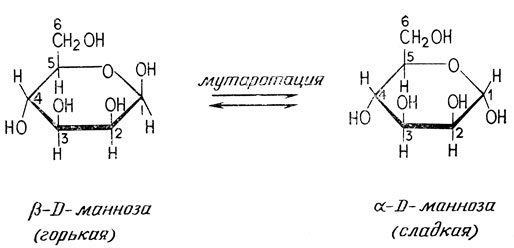 6
CH₂OH
5 O OH
H H
4 OH OH 1
HO 3 2 H
H H
мутаротация
6
CH₂OH
5 O H
H H
4 OH OH 1
HO 3 2 OH
H H
β-D-манноза
(горькая)
α-D-манноза
(сладкая)